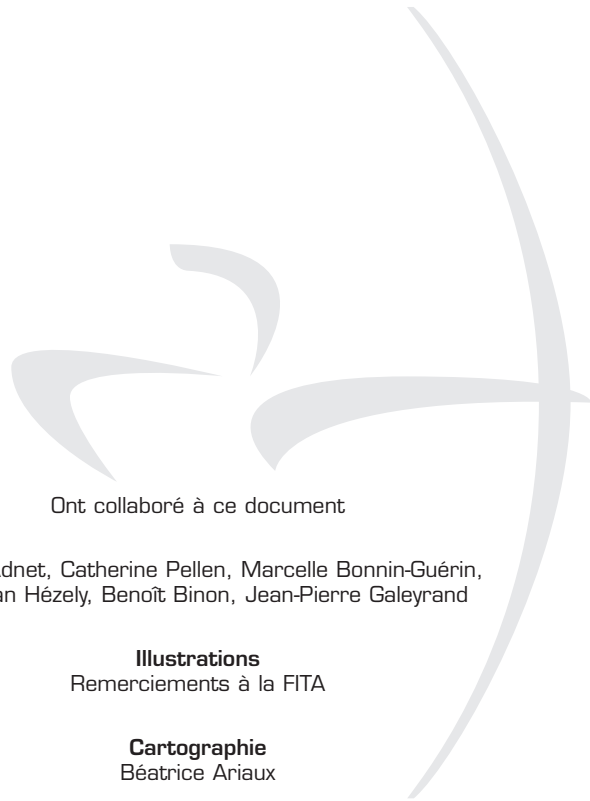 Ont collaboré à ce document
Catherine Pellen, Marcelle Bonnin-Guérin,
Hézely, Benoît Binon, Jean-Pierre Galeyrand
Illustrations
Remerciements à la FITA
Cartographie
Béatrice Ariaux